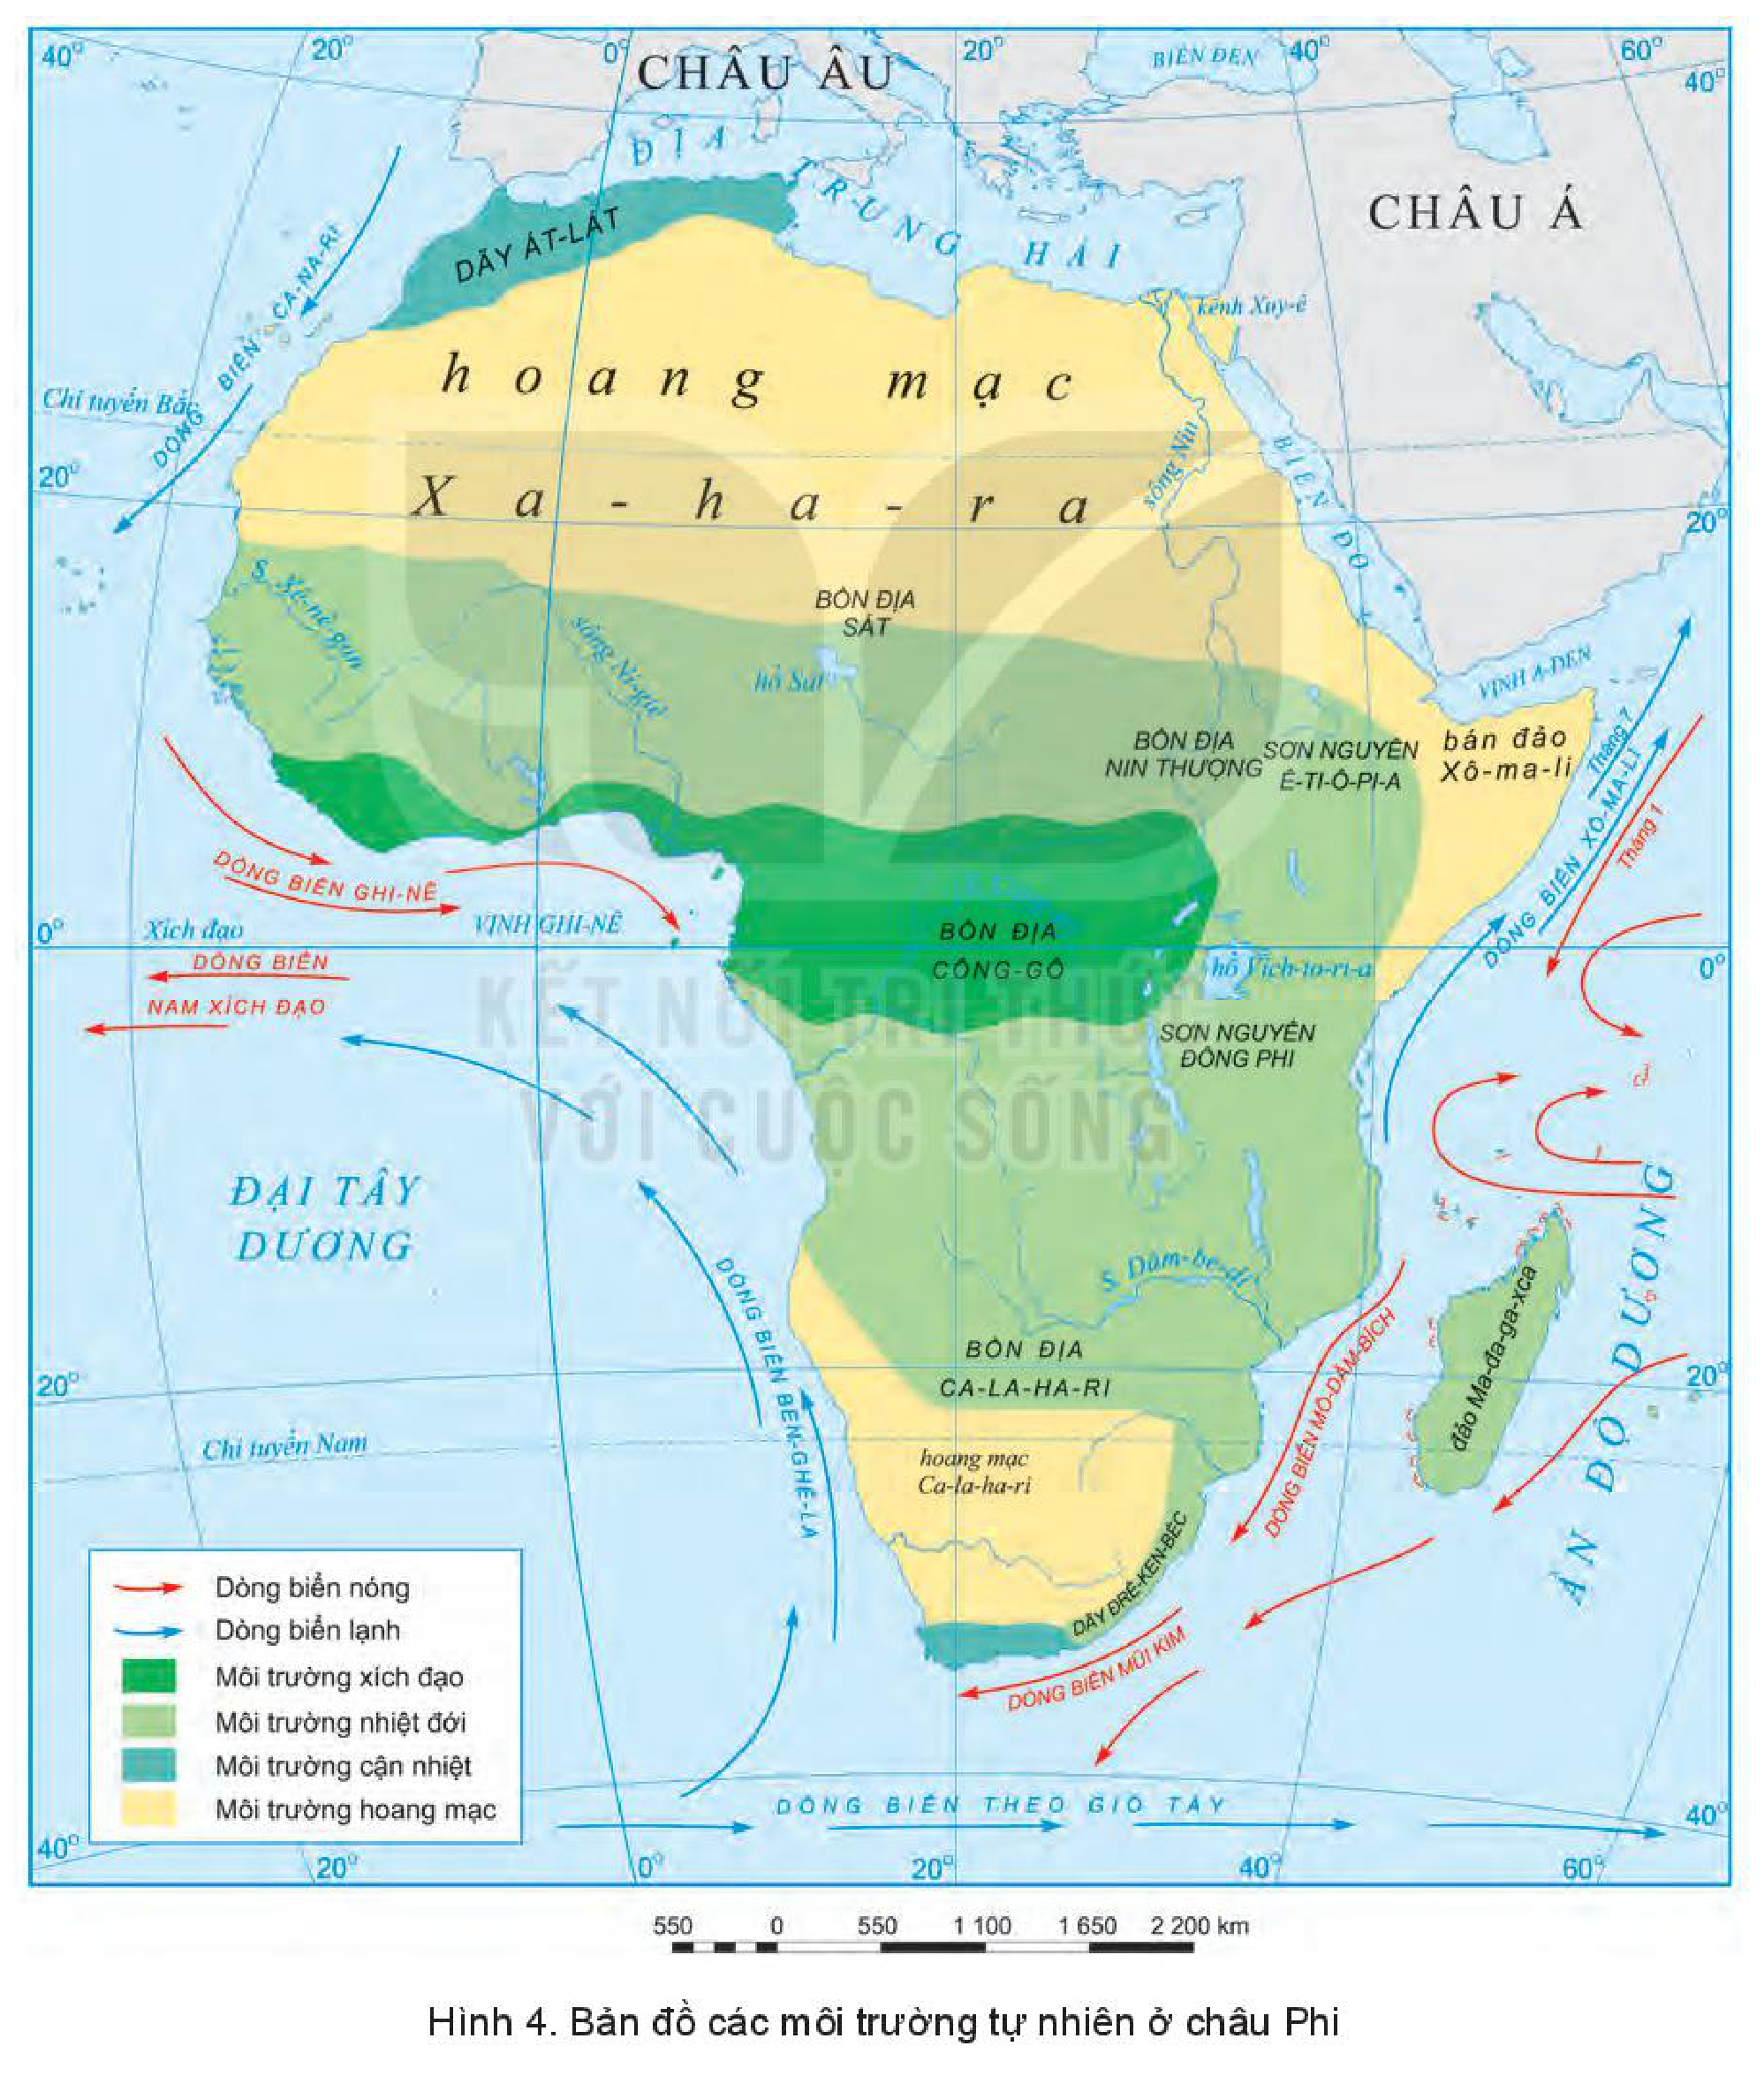 40° 20° 0° 20° 40° 60°
40°
CHÂU ÂU
BIỂN ĐEN
ĐỊA
TRUNG HẢI
CHÂU Á
DÃY ÁT-LÁT
DÒNG BIỂN CA-NA-RI
kênh Xuy-ê
hoang mạc
Chí tuyến Bắc
Xa-ha-ra
sông Nin
BIỂN ĐỎ
20°
20°
S. Xê-nê-gan
BỒN ĐỊA
SÁT
sông Ni-giê
hồ Sát
VỊNH A-ĐEN
BỒN ĐỊA
NIN THƯỢNG
SƠN NGUYÊN
Ê-TI-Ô-PI-A
bán đảo
Xô-ma-li
Tháng 7
DÒNG BIỂN XÔ-MA-LI
Tháng 1
DÒNG BIỂN GHI-NÊ
VỊNH GHI-NÊ
0°
Xích đạo
DÒNG BIỂN
NAM XÍCH ĐẠO
BỒN ĐỊA
CÔNG-GÔ
hồ Vích-to-ri-a
0°
KẾT NỐI TRI THỨC
VỚI CUỘC SỐNG
SƠN NGUYÊN
ĐÔNG PHI
ĐẠI TÂY
DƯƠNG
DÒNG BIỂN BEN-GHÊ-LA
S. Dăm-be-di
đảo Ma-đa-ga-xca
ẤN ĐỘ DƯƠNG
DÒNG BIỂN MÔ-DĂM-BÍCH
BỒN ĐỊA
CA-LA-HA-RI
20°
20°
Chí tuyến Nam
hoang mạc
Ca-la-ha-ri
DÃY ĐRÊ-KEN-BÉC
DÒNG BIỂN MŨI KIM
DÒNG BIỂN THEO GIÓ TÂY
Dòng biển nóng
Dòng biển lạnh
Môi trường xích đạo
Môi trường nhiệt đới
Môi trường cận nhiệt
Môi trường hoang mạc
40°
40°
20° 0° 20° 40° 60°
550 0 550 1 100 1 650 2 200 km
Hình 4. Bản đồ các môi trường tự nhiên ở châu Phi